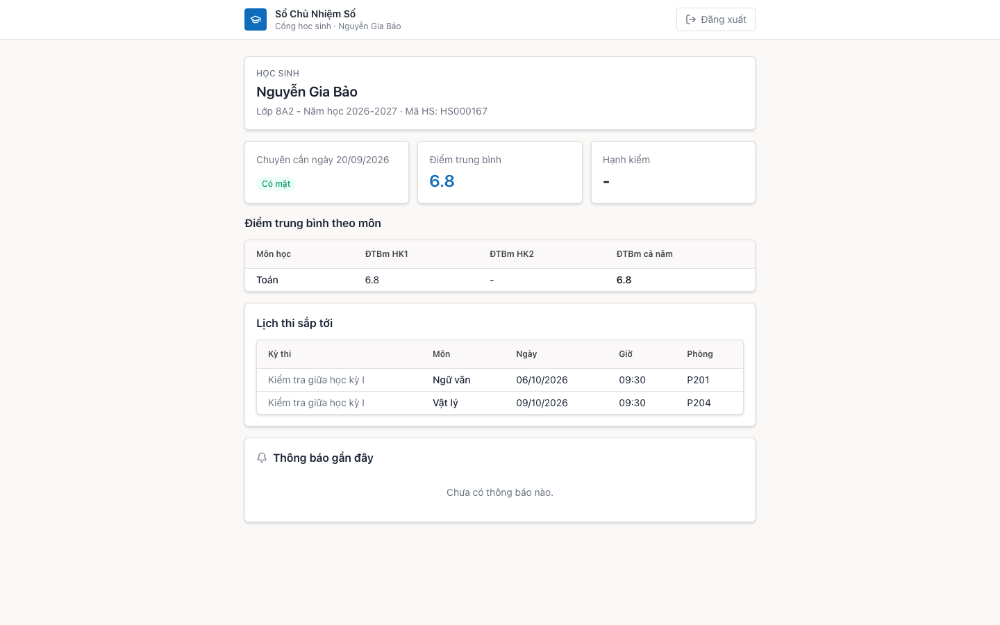 Sổ Chủ Nhiệm Số
Cổng học sinh · Nguyễn Gia Bảo
Đăng xuất
HỌC SINH
Nguyễn Gia Bảo
Lớp 8A2 - Năm học 2026-2027 · Mã HS: HS000167
Chuyên cần ngày 20/09/2026
Có mặt
Điểm trung bình
6.8
Hạnh kiểm
-
Điểm trung bình theo môn
Môn học ĐTBm HK1 ĐTBm HK2 ĐTBm cả năm
Toán 6.8 - 6.8
Lịch thi sắp tới
Kỳ thi Môn Ngày Giờ Phòng
Kiểm tra giữa học kỳ I Ngữ văn 06/10/2026 09:30 P201
Kiểm tra giữa học kỳ I Vật lý 09/10/2026 09:30 P204
Thông báo gần đây
Chưa có thông báo nào.